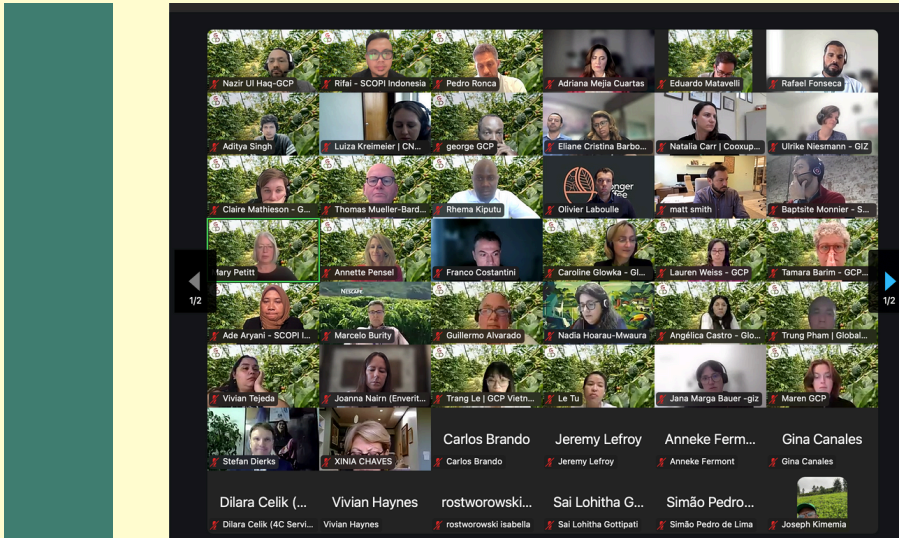 Nazir Ul Haq-GCP
Rifai - SCOPI Indonesia
Pedro Ronca
Adriana Mejia Cuartas
Eduardo Matavelli
Rafael Fonseca
Aditya Singh
Luiza Kreimeier | CN...
george GCP
Eliane Cristina Barbo...
Natalia Carr | Cooxup...
Ulrike Niesmann - GIZ
Claire Mathieson - G...
Thomas Mueller-Bard...
Rhema Kiputu
Olivier Laboulle
matt smith
Baptsite Monnier - S...
1/2
Mary Petitt
Annette Pensel
Franco Costantini
Caroline Glowka - Gl...
Lauren Weiss - GCP
Tamara Barim - GCP...
1/2
Ade Aryani - SCOPI I...
NESCAFÉ
Marcelo Burity
Guillermo Alvarado
Nadia Hoarau-Mwaura
Angélica Castro - Glo...
Trung Pham | Global...
Vivian Tejeda
Joanna Nairn (Enverit...
Trang Le | GCP Vietn...
Le Tu
Jana Marga Bauer -giz
Maren GCP
Stefan Dierks
XINIA CHAVES
Carlos Brando
Carlos Brando
Jeremy Lefroy
Jeremy Lefroy
Anneke Ferm...
Anneke Fermont
Gina Canales
Gina Canales
Dilara Celik (...
Dilara Celik (4C Servi...
Vivian Haynes
Vivian Haynes
rostworowski...
rostworowski isabella
Sai Lohitha G...
Sai Lohitha Gottipati
Simão Pedro...
Simão Pedro de Lima
Joseph Kimemia